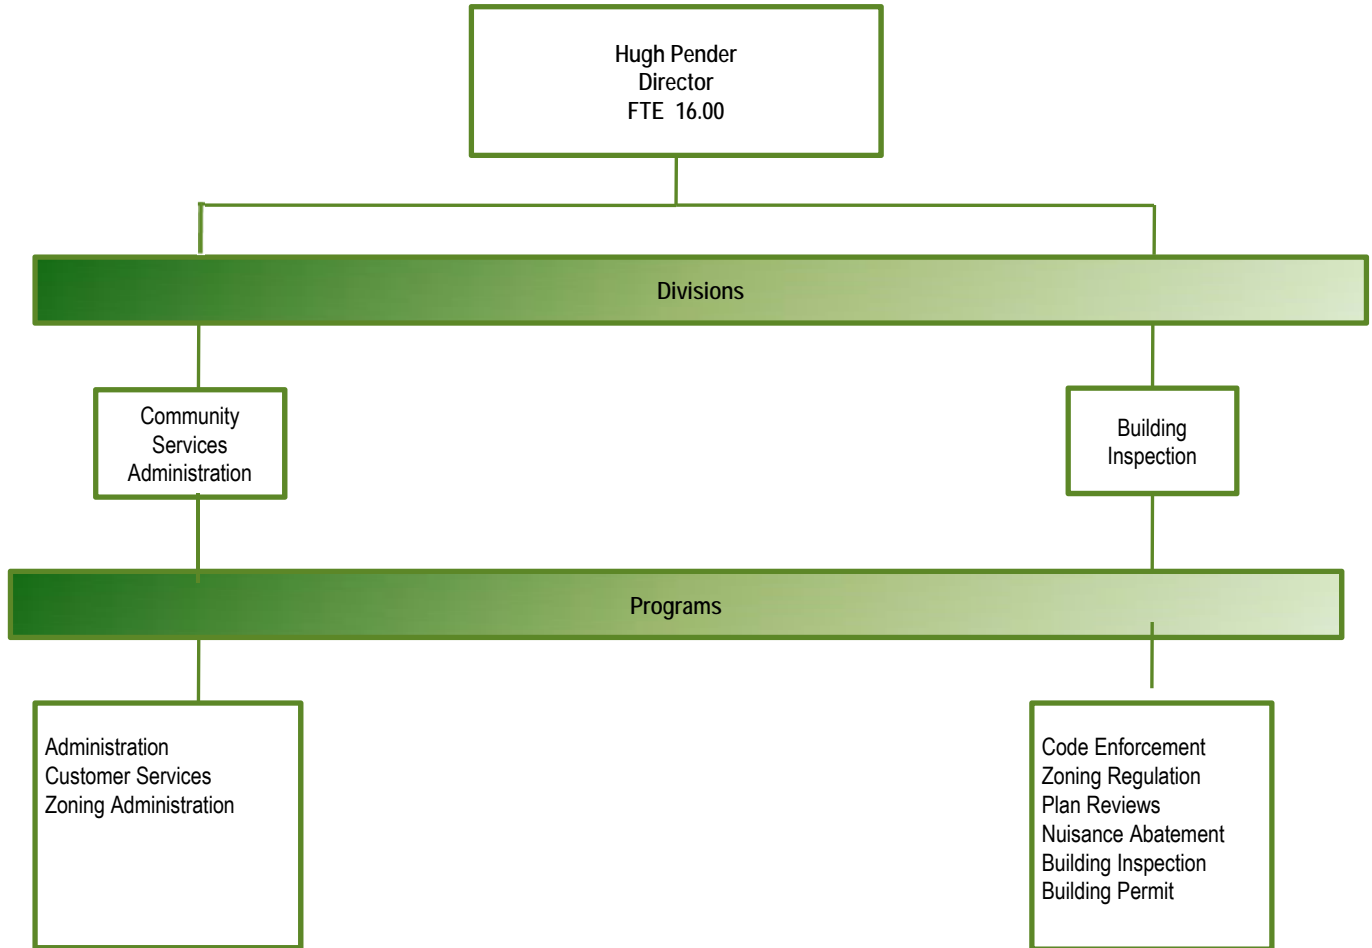 Hugh Pender
Director
FTE 16.00
Divisions
Community
Services
Administration
Building
Inspection
Programs
Administration
Customer Services
Zoning Administration
Code Enforcement
Zoning Regulation
Plan Reviews
Nuisance Abatement
Building Inspection
Building Permit